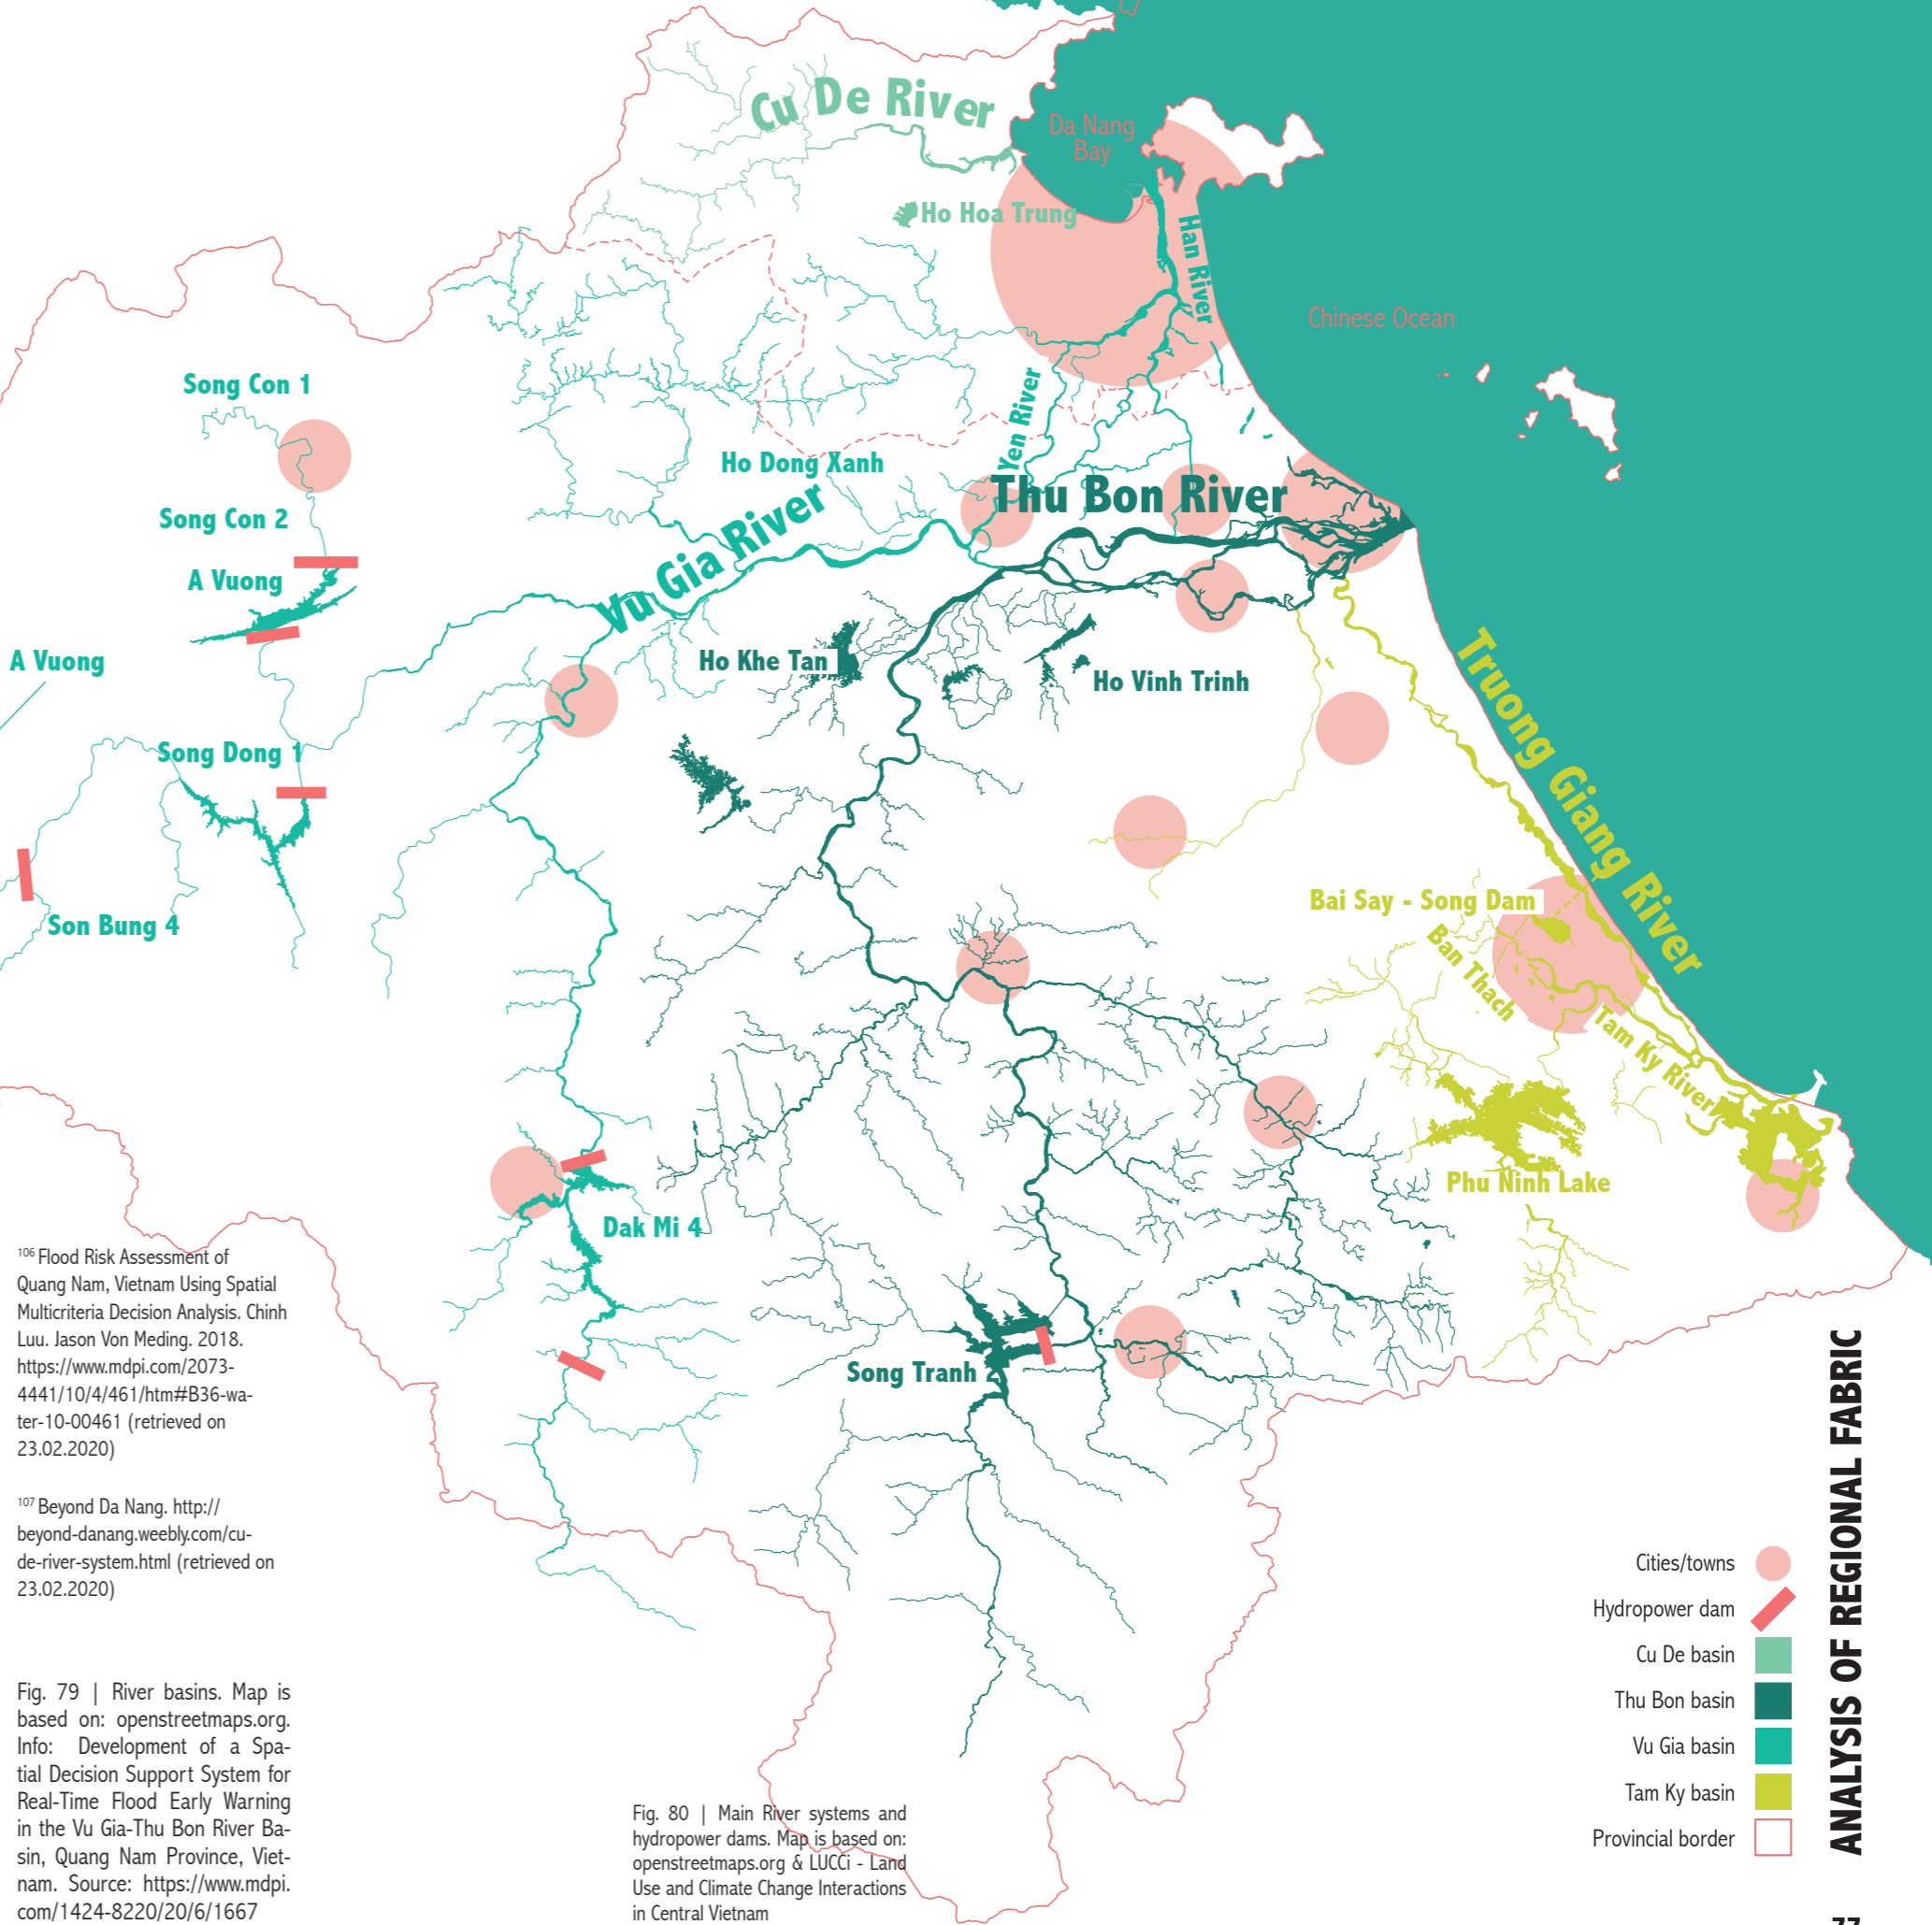 Cu De River
Da Nang
Bay
Ho Hoa Trung
Han River
Chinese Ocean
Song Con 1
Yen River
Ho Dong Xanh
Thu Bon River
Song Con 2
Vu Gia River
A Vuong
A Vuong
Ho Khe Tan
Ho Vinh Trinh
Truong Giang River
Song Dong 1
Bai Say - Song Dam
Son Bung 4
Ban Thach
Tam Ky River
Phu Ninh Lake
Dak Mi 4
Song Tranh 2
106 Flood Risk Assessment of
Quang Nam, Vietnam Using Spatial
Multicriteria Decision Analysis. Chinh
Luu. Jason Von Meding. 2018.
https://www.mdpi.com/2073-
4441/10/4/461/htm#B36-wa-
ter-10-00461 (retrieved on
23.02.2020)
107 Beyond Da Nang. http://
beyond-danang.weebly.com/cu-
de-river-system.html (retrieved on
23.02.2020)
Fig. 79 | River basins. Map is
based on: openstreetmaps.org.
Info: Development of a Spa-
tial Decision Support System for
Real-Time Flood Early Warning
in the Vu Gia-Thu Bon River Ba-
sin, Quang Nam Province, Viet-
nam. Source: https://www.mdpi.
com/1424-8220/20/6/1667
Fig. 80 | Main River systems and
hydropower dams. Map is based on:
openstreetmaps.org & LUCCi - Land
Use and Climate Change Interactions
in Central Vietnam
Cities/towns
Hydropower dam
Cu De basin
Thu Bon basin
Vu Gia basin
Tam Ky basin
Provincial border
ANALYSIS OF REGIONAL FABRIC
77